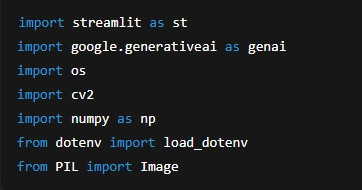 import streamlit as st
import google.generativeai as genai
import os
import cv2
import numpy as np
from dotenv import load_dotenv
from PIL import Image